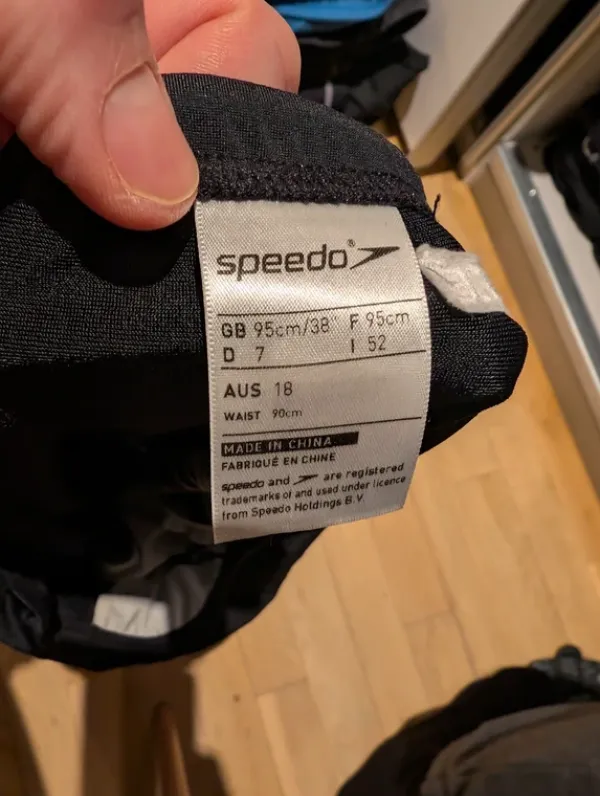 speedo®
GB 95cm/38" F 95cm
D 7 I 52
AUS 18
WAIST 90cm
MADE IN CHINA
FABRIQUÉ EN CHINE
speedo and are registered
trademarks of and used under licence
from Speedo Holdings B.V.